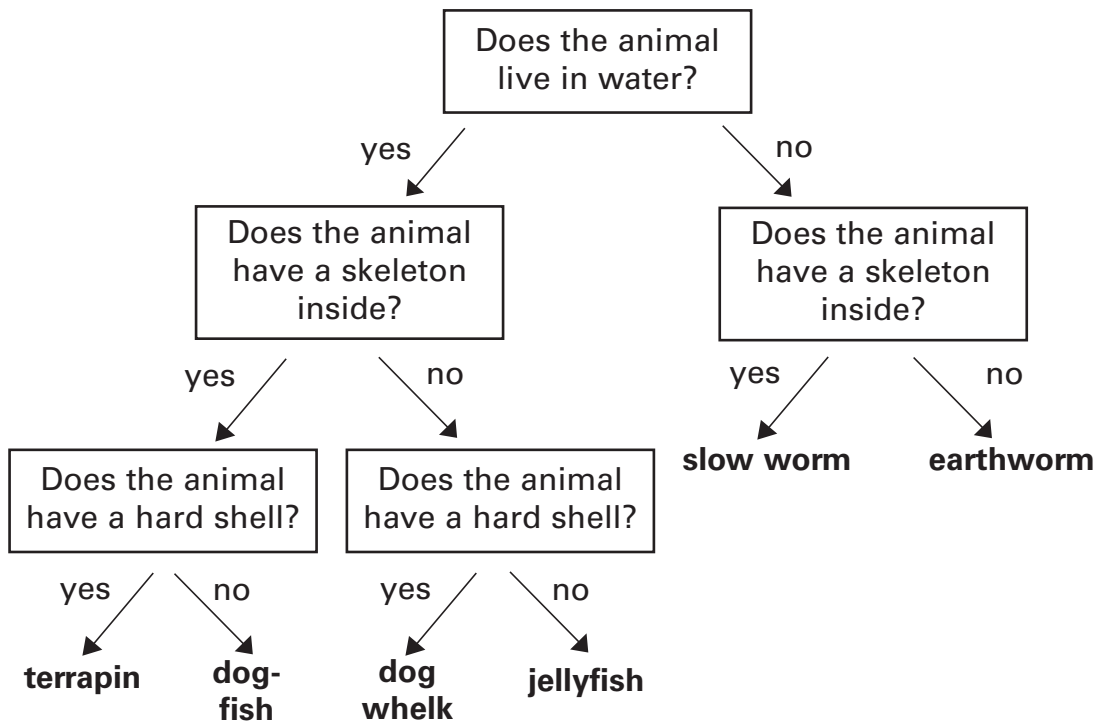 Does the animal
live in water?
yes
no
Does the animal
have a skeleton
inside?
Does the animal
have a skeleton
inside?
yes
no
yes
no
Does the animal
have a hard shell?
Does the animal
have a hard shell?
slow worm
earthworm
yes
no
yes
no
terrapin
dog-
fish
dog
whelk
jellyfish